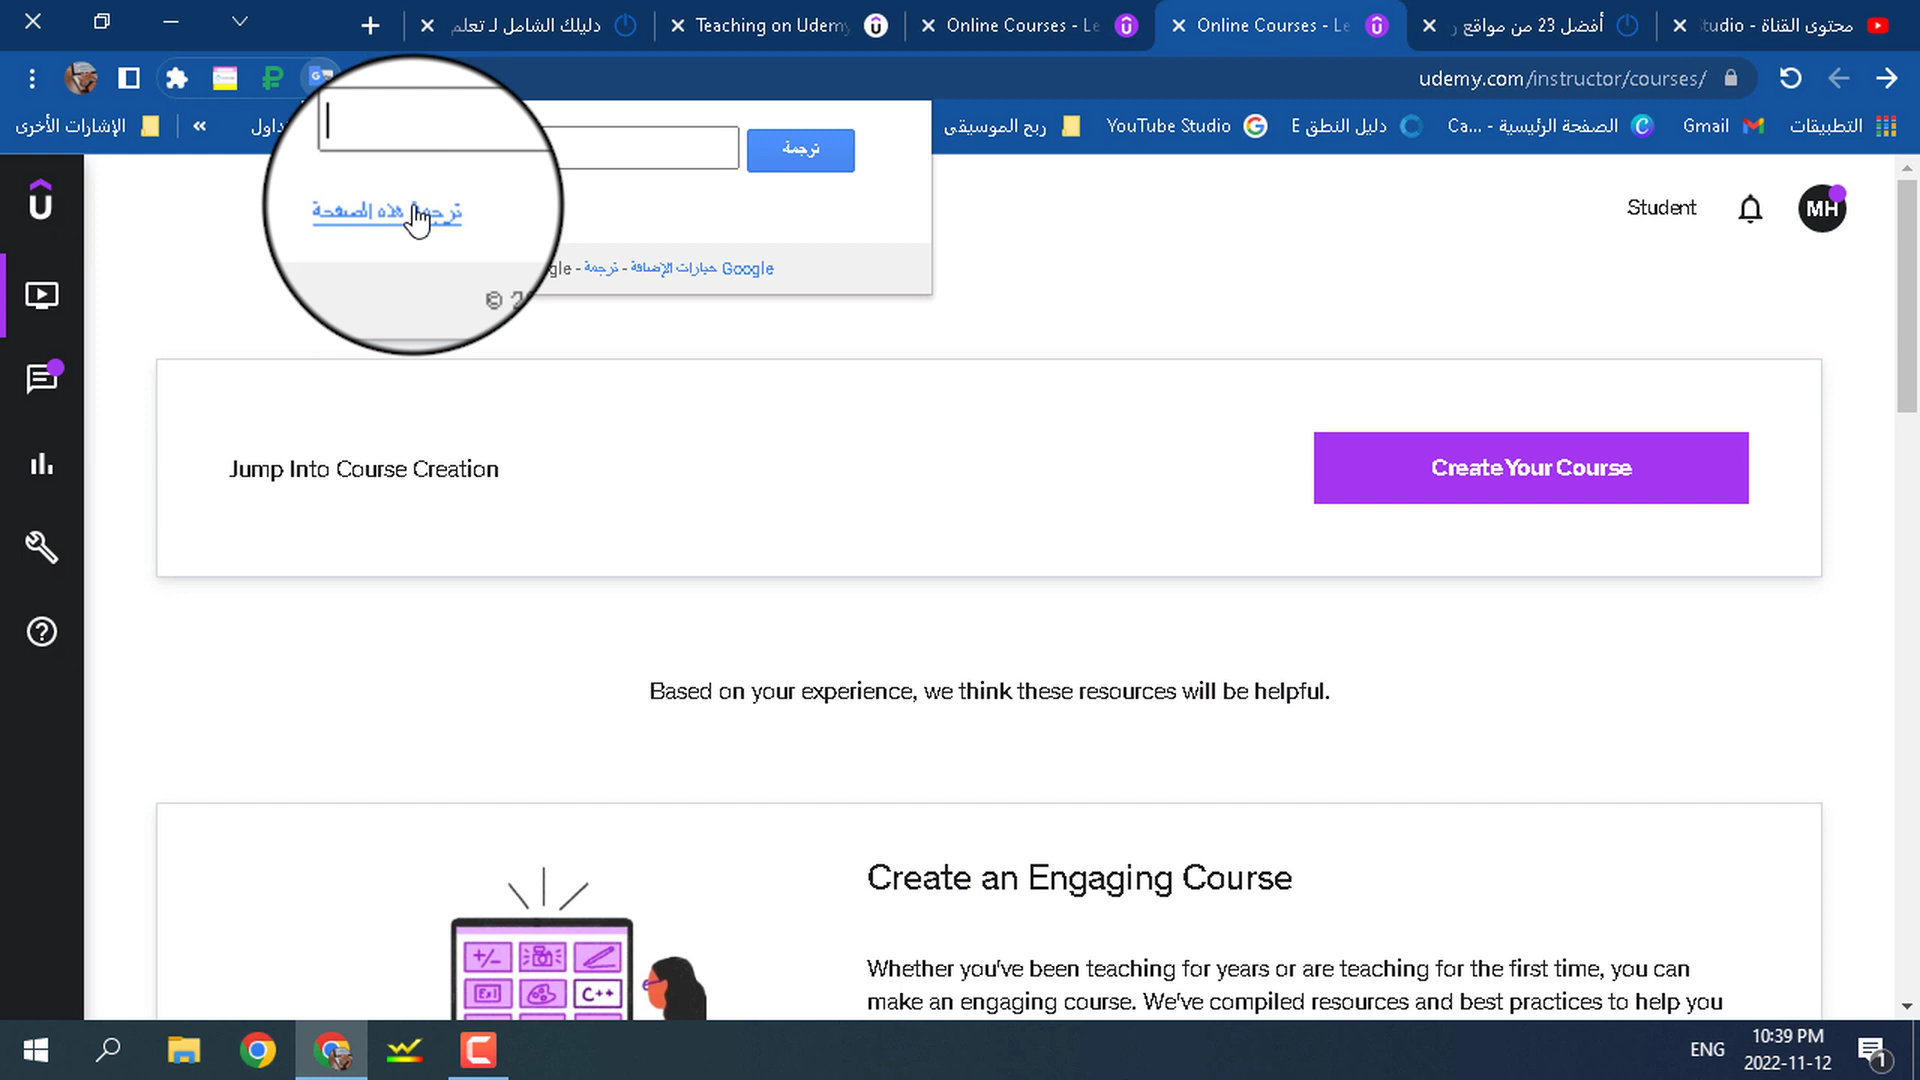 دليلك الشامل لـ تعلم
Teaching on Udemy
Online Courses - Le
Online Courses - Le
أفضل 23 من مواقع ر
محتوى القناة - Studio
udemy.com/instructor/courses/
الإشارات الأخرى
»
داول
ربح الموسيقى
YouTube Studio
دليل النطق E
الصفحة الرئيسية - Ca...
Gmail
التطبيقات
ترجمة
ترجمة هذه الصفحة
© 2
gle - ترجمة - خيارات الإضافة Google
Student
MH
Jump Into Course Creation
Create Your Course
Based on your experience, we think these resources will be helpful.
Create an Engaging Course
Whether you've been teaching for years or are teaching for the first time, you can
make an engaging course. We've compiled resources and best practices to help you
+/-
C++
ENG
10:39 PM
2022-11-12
1